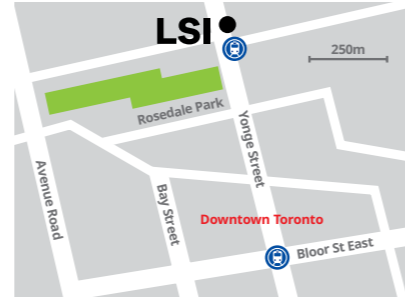 LSI
250m
Rosedale Park
Yonge Street
Avenue Road
Bay Street
Downtown Toronto
Bloor St East